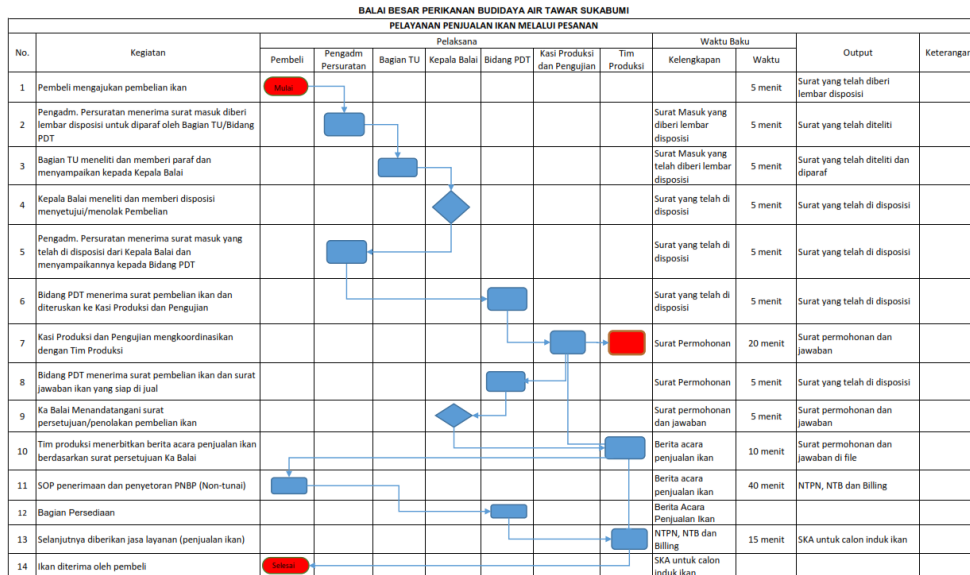 BALAI BESAR PERIKANAN BUDIDAYA AIR TAWAR SUKABUMI
PELAYANAN PENJUALAN IKAN MELALUI PESANAN
No.
Kegiatan
Pelaksana
Waktu Baku
Output
Keterangan
Pembeli
Pengadm
Persuratan
Bagian TU
Kepala Balai
Bidang PDT
Kasi Produksi
dan Pengujian
Tim
Produksi
Kelengkapan
Waktu
1
Pembeli mengajukan pembelian ikan
Mulai
5 menit
Surat yang telah diberi
lembar disposisi
2
Pengadm. Persuratan menerima surat masuk diberi
lembar disposisi untuk diparaf oleh Bagian TU/Bidang
PDT
Surat Masuk yang
diberi lembar
disposisi
5 menit
Surat yang telah diteliti
3
Bagian TU meneliti dan memberi paraf dan
menyampaikan kepada Kepala Balai
Surat Masuk yang
telah diberi lembar
disposisi
5 menit
Surat yang telah diteliti dan
diparaf
4
Kepala Balai meneliti dan memberi disposisi
menyetujui/menolak Pembelian
Surat yang telah di
disposisi
5 menit
Surat yang telah di disposisi
5
Pengadm. Persuratan menerima surat masuk yang
telah di disposisi dari Kepala Balai dan
menyampaikannya kepada Bidang PDT
Surat yang telah di
disposisi
5 menit
Surat yang telah di disposisi
6
Bidang PDT menerima surat pembelian ikan dan
diteruskan ke Kasi Produksi dan Pengujian
Surat yang telah di
disposisi
5 menit
Surat yang telah di disposisi
7
Kasi Produksi dan Pengujian mengkoordinasikan
dengan Tim Produksi
Surat Permohonan
20 menit
Surat permohonan dan
jawaban
8
Bidang PDT menerima surat pembelian ikan dan surat
jawaban ikan yang siap di jual
Surat Permohonan
5 menit
Surat yang telah di disposisi
9
Ka Balai Menandatangani surat
persetujuan/penolakan pembelian ikan
Surat permohonan
dan jawaban
5 menit
Surat permohonan dan
jawaban
10
Tim produksi menerbitkan berita acara penjualan ikan
berdasarkan surat persetujuan Ka Balai
Berita acara
penjualan ikan
10 menit
Surat permohonan dan
jawaban di file
11
SOP penerimaan dan penyetoran PNBP (Non-tunai)
Berita acara
penjualan ikan
40 menit
NTPN, NTB dan Billing
12
Bagian Persediaan
Berita Acara
Penjualan Ikan
13
Selanjutnya diberikan jasa layanan (penjualan ikan)
NTPN, NTB dan
Billing
15 menit
SKA untuk calon induk ikan
14
Ikan diterima oleh pembeli
Selesai
SKA untuk calon
induk ikan